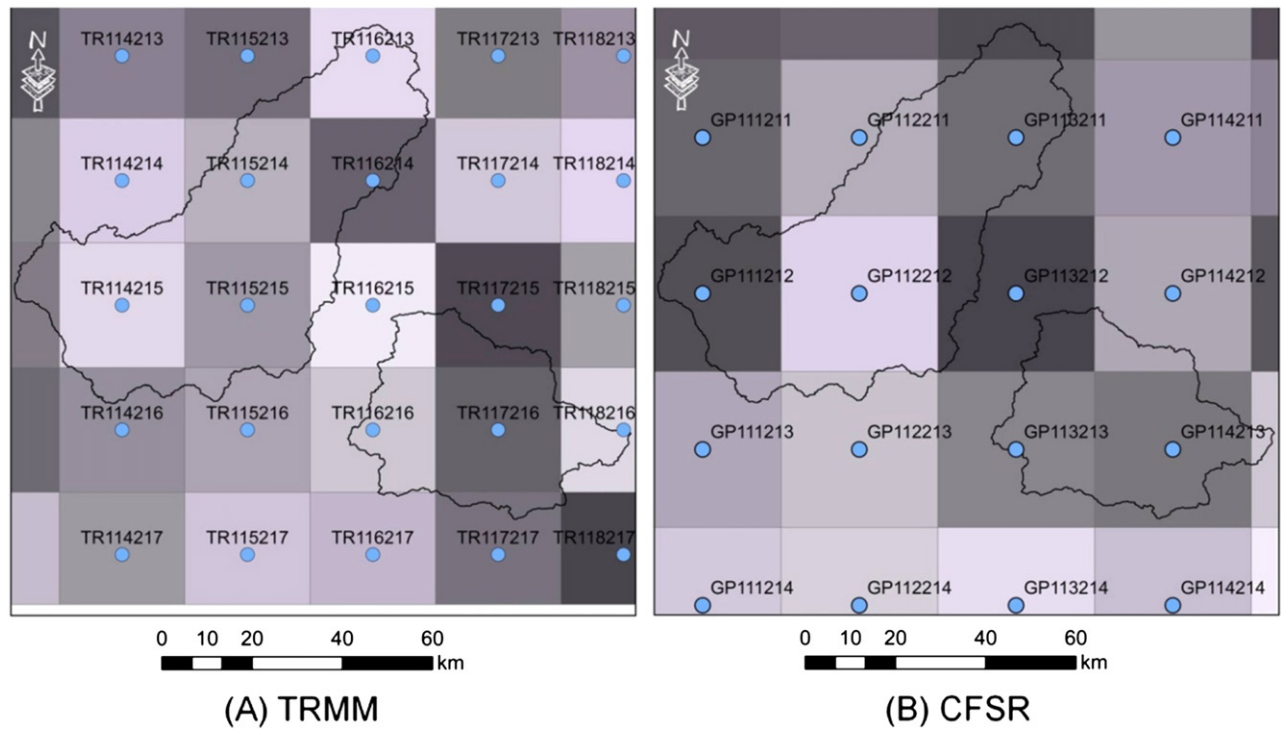 N
TR114213 TR115213 TR116213 TR117213 TR118213
TR114214 TR115214 TR116214 TR117214 TR118214
TR114215 TR115215 TR116215 TR117215 TR118215
TR114216 TR115216 TR116216 TR117216 TR118216
TR114217 TR115217 TR116217 TR117217 TR118217
0 10 20 40 60
km
(A) TRMM
N
GP111211 GP112211 GP113211 GP114211
GP111212 GP112212 GP113212 GP114212
GP111213 GP112213 GP113213 GP114213
GP111214 GP112214 GP113214 GP114214
0 10 20 40 60
km
(B) CFSR